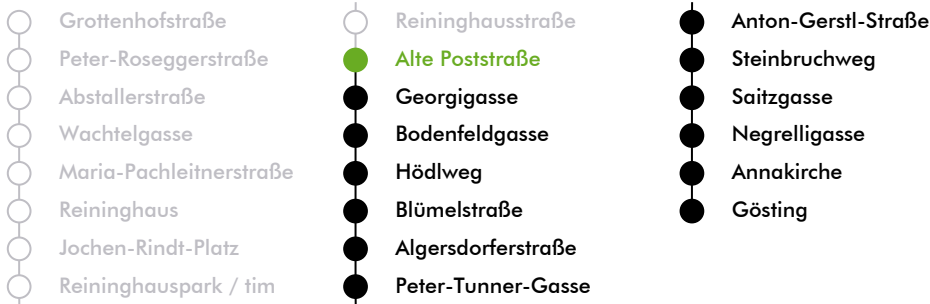 Grottenhofstraße
Peter-Roseggerstraße
Abstallerstraße
Wachtelgasse
Maria-Pachleitnerstraße
Reininghaus
Jochen-Rindt-Platz
Reininghauspark / tim
Reininghausstraße
Alte Poststraße
Georgigasse
Bodenfeldgasse
Hödlweg
Blümelstraße
Algersdorferstraße
Peter-Tunner-Gasse
Anton-Gerstl-Straße
Steinbruchweg
Saitzgasse
Negrelligasse
Annakirche
Gösting